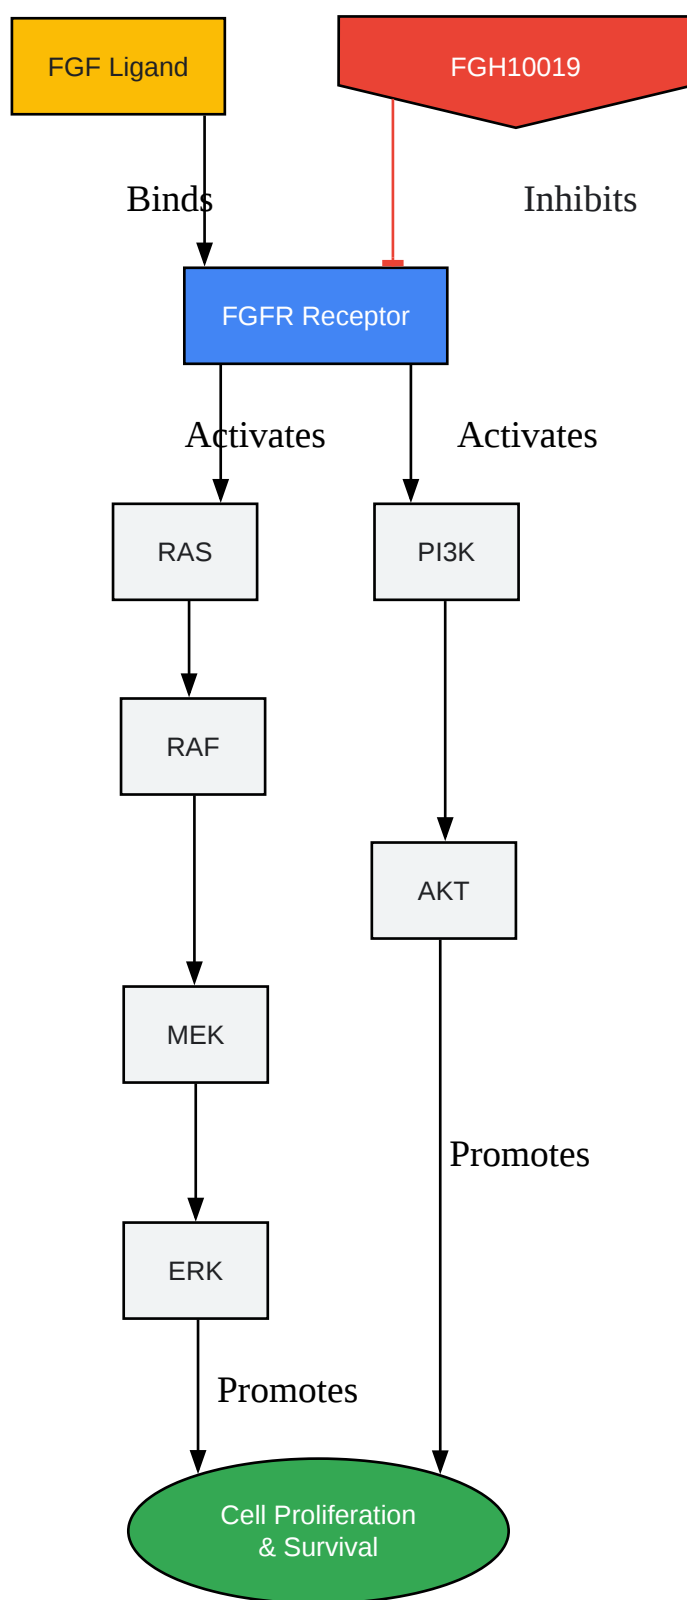 FGF Ligand
FGH10019
Binds
Inhibits
FGFR Receptor
Activates
Activates
RAS
PI3K
RAF
AKT
MEK
Promotes
ERK
Promotes
Cell Proliferation
& Survival